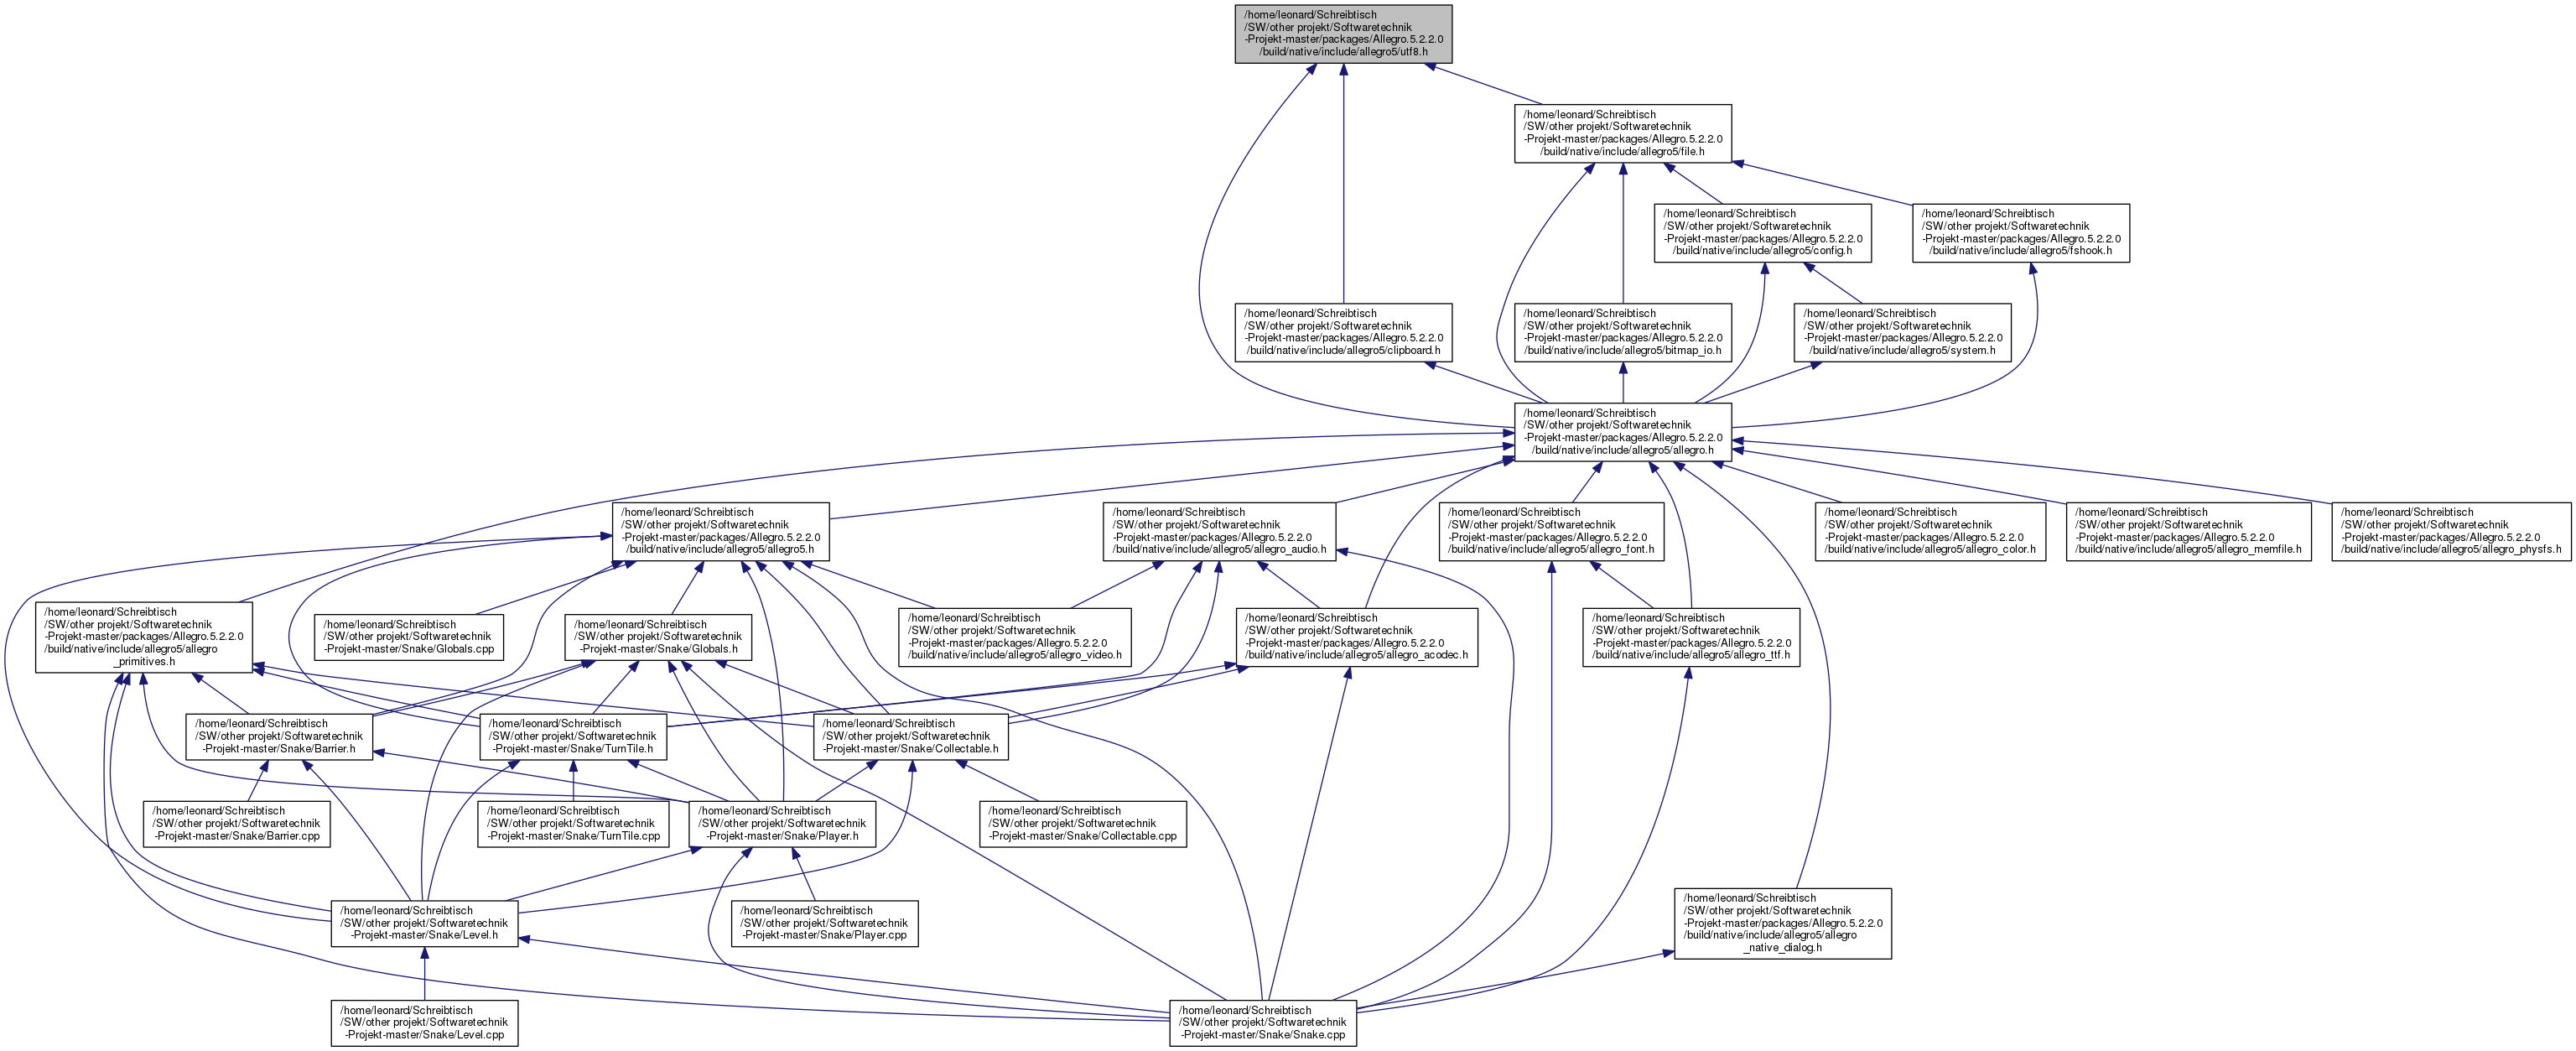 /home/leonard/Schreibtisch
/SW/other projekt/Softwaretechnik
-Projekt-master/packages/Allegro.5.2.2.0
/build/native/include/allegro5/utf8.h
/home/leonard/Schreibtisch
/SW/other projekt/Softwaretechnik
-Projekt-master/packages/Allegro.5.2.2.0
/build/native/include/allegro5/file.h
/home/leonard/Schreibtisch
/SW/other projekt/Softwaretechnik
-Projekt-master/packages/Allegro.5.2.2.0
/build/native/include/allegro5/config.h
/home/leonard/Schreibtisch
/SW/other projekt/Softwaretechnik
-Projekt-master/packages/Allegro.5.2.2.0
/build/native/include/allegro5/fshook.h
/home/leonard/Schreibtisch
/SW/other projekt/Softwaretechnik
-Projekt-master/packages/Allegro.5.2.2.0
/build/native/include/allegro5/clipboard.h
/home/leonard/Schreibtisch
/SW/other projekt/Softwaretechnik
-Projekt-master/packages/Allegro.5.2.2.0
/build/native/include/allegro5/bitmap_io.h
/home/leonard/Schreibtisch
/SW/other projekt/Softwaretechnik
-Projekt-master/packages/Allegro.5.2.2.0
/build/native/include/allegro5/system.h
/home/leonard/Schreibtisch
/SW/other projekt/Softwaretechnik
-Projekt-master/packages/Allegro.5.2.2.0
/build/native/include/allegro5/allegro.h
/home/leonard/Schreibtisch
/SW/other projekt/Softwaretechnik
-Projekt-master/packages/Allegro.5.2.2.0
/build/native/include/allegro5/allegro5.h
/home/leonard/Schreibtisch
/SW/other projekt/Softwaretechnik
-Projekt-master/packages/Allegro.5.2.2.0
/build/native/include/allegro5/allegro_audio.h
/home/leonard/Schreibtisch
/SW/other projekt/Softwaretechnik
-Projekt-master/packages/Allegro.5.2.2.0
/build/native/include/allegro5/allegro_font.h
/home/leonard/Schreibtisch
/SW/other projekt/Softwaretechnik
-Projekt-master/packages/Allegro.5.2.2.0
/build/native/include/allegro5/allegro_color.h
/home/leonard/Schreibtisch
/SW/other projekt/Softwaretechnik
-Projekt-master/packages/Allegro.5.2.2.0
/build/native/include/allegro5/allegro_memfile.h
/home/leonard/Schreibtisch
/SW/other projekt/Softwaretechnik
-Projekt-master/packages/Allegro.5.2.2.0
/build/native/include/allegro5/allegro_physfs.h
/home/leonard/Schreibtisch
/SW/other projekt/Softwaretechnik
-Projekt-master/packages/Allegro.5.2.2.0
/build/native/include/allegro5/allegro
_primitives.h
/home/leonard/Schreibtisch
/SW/other projekt/Softwaretechnik
-Projekt-master/Snake/Globals.cpp
/home/leonard/Schreibtisch
/SW/other projekt/Softwaretechnik
-Projekt-master/Snake/Globals.h
/home/leonard/Schreibtisch
/SW/other projekt/Softwaretechnik
-Projekt-master/packages/Allegro.5.2.2.0
/build/native/include/allegro5/allegro_video.h
/home/leonard/Schreibtisch
/SW/other projekt/Softwaretechnik
-Projekt-master/packages/Allegro.5.2.2.0
/build/native/include/allegro5/allegro_acodec.h
/home/leonard/Schreibtisch
/SW/other projekt/Softwaretechnik
-Projekt-master/packages/Allegro.5.2.2.0
/build/native/include/allegro5/allegro_ttf.h
/home/leonard/Schreibtisch
/SW/other projekt/Softwaretechnik
-Projekt-master/Snake/Barrier.h
/home/leonard/Schreibtisch
/SW/other projekt/Softwaretechnik
-Projekt-master/Snake/TurnTile.h
/home/leonard/Schreibtisch
/SW/other projekt/Softwaretechnik
-Projekt-master/Snake/Collectable.h
/home/leonard/Schreibtisch
/SW/other projekt/Softwaretechnik
-Projekt-master/Snake/Barrier.cpp
/home/leonard/Schreibtisch
/SW/other projekt/Softwaretechnik
-Projekt-master/Snake/TurnTile.cpp
/home/leonard/Schreibtisch
/SW/other projekt/Softwaretechnik
-Projekt-master/Snake/Player.h
/home/leonard/Schreibtisch
/SW/other projekt/Softwaretechnik
-Projekt-master/Snake/Collectable.cpp
/home/leonard/Schreibtisch
/SW/other projekt/Softwaretechnik
-Projekt-master/Snake/Level.h
/home/leonard/Schreibtisch
/SW/other projekt/Softwaretechnik
-Projekt-master/Snake/Player.cpp
/home/leonard/Schreibtisch
/SW/other projekt/Softwaretechnik
-Projekt-master/packages/Allegro.5.2.2.0
/build/native/include/allegro5/allegro
_native_dialog.h
/home/leonard/Schreibtisch
/SW/other projekt/Softwaretechnik
-Projekt-master/Snake/Level.cpp
/home/leonard/Schreibtisch
/SW/other projekt/Softwaretechnik
-Projekt-master/Snake/Snake.cpp